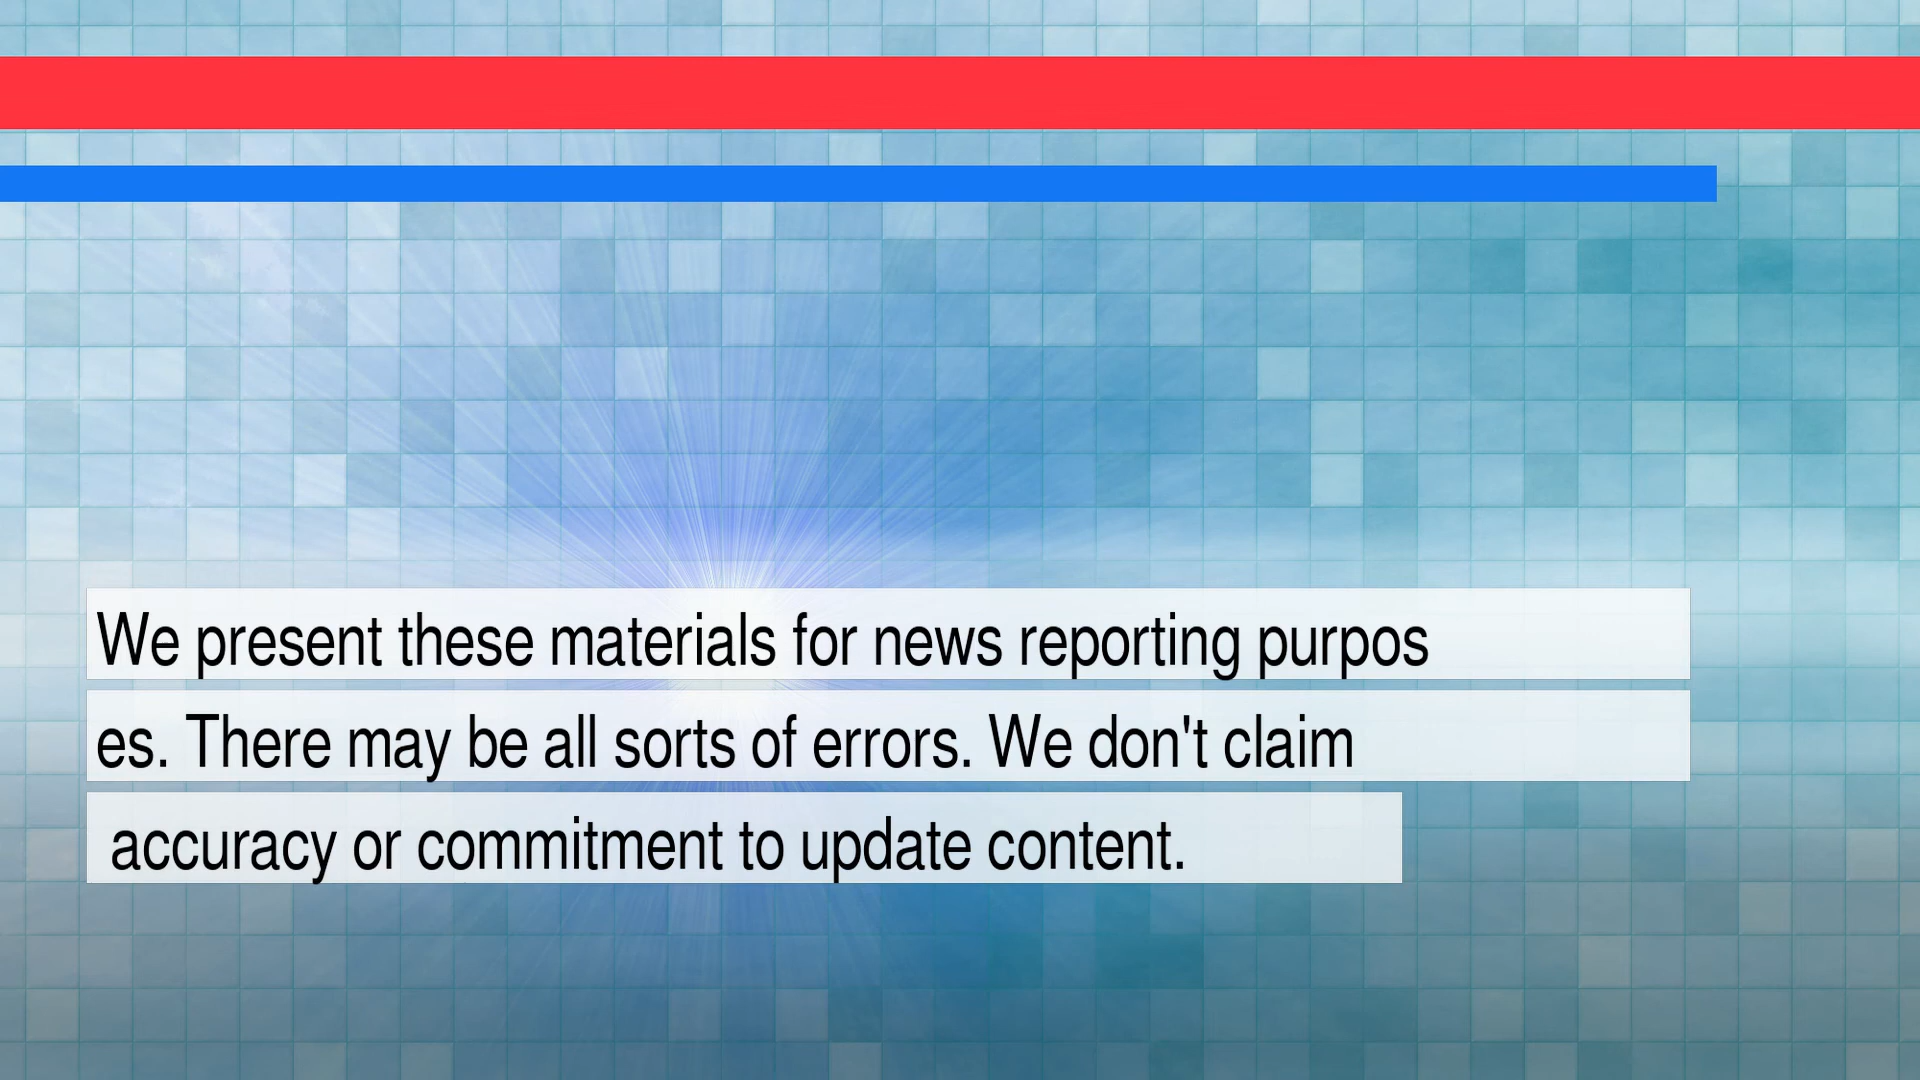 We present these materials for news reporting purpos
es. There may be all sorts of errors. We don't claim
accuracy or commitment to update content.